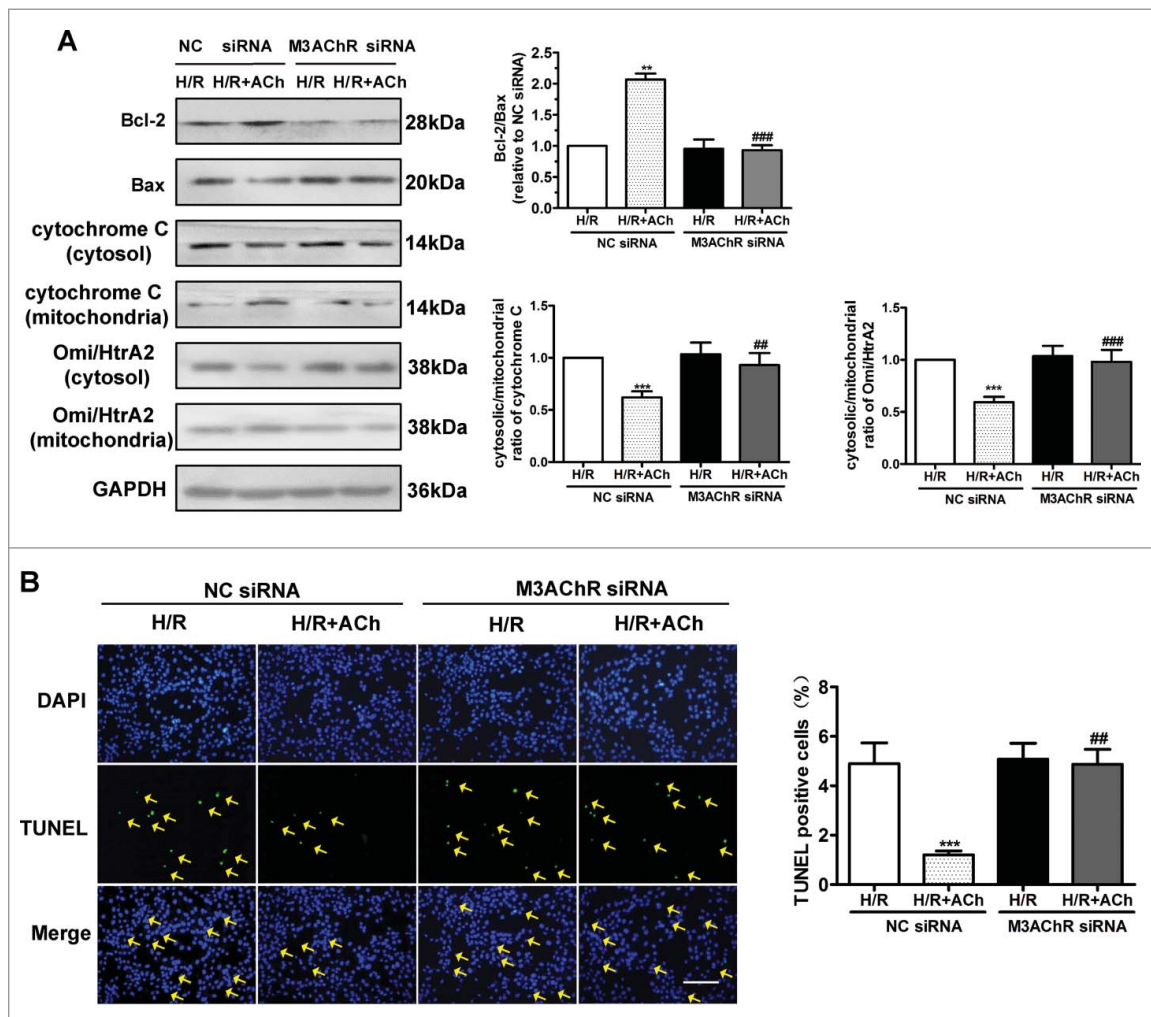 A
NC siRNA M3AChR siRNA
H/R H/R+ACh H/R H/R+ACh
Bcl-2 28kDa
Bax 20kDa
cytochrome C
(cytosol) 14kDa
cytochrome C
(mitochondria) 14kDa
Omi/HtrA2
(cytosol) 38kDa
Omi/HtrA2
(mitochondria) 38kDa
GAPDH 36kDa
Bcl-2/Bax
(relative to NC siRNA)
2.5
2.0
1.5
1.0
0.5
0.0
**
###
H/R H/R+ACh H/R H/R+ACh
NC siRNA M3AChR siRNA
cytosolic/mitochondrial
ratio of cytochrome C
1.5
1.0
0.5
0.0
***
##
H/R H/R+ACh H/R H/R+ACh
NC siRNA M3AChR siRNA
cytosolic/mitochondrial
ratio of Omi/HtrA2
1.5
1.0
0.5
0.0
***
###
H/R H/R+ACh H/R H/R+ACh
NC siRNA M3AChR siRNA
B
NC siRNA M3AChR siRNA
H/R H/R+ACh H/R H/R+ACh
DAPI
TUNEL
Merge
TUNEL positive cells (%)
8
6
4
2
0
***
##
H/R H/R+ACh H/R H/R+ACh
NC siRNA M3AChR siRNA